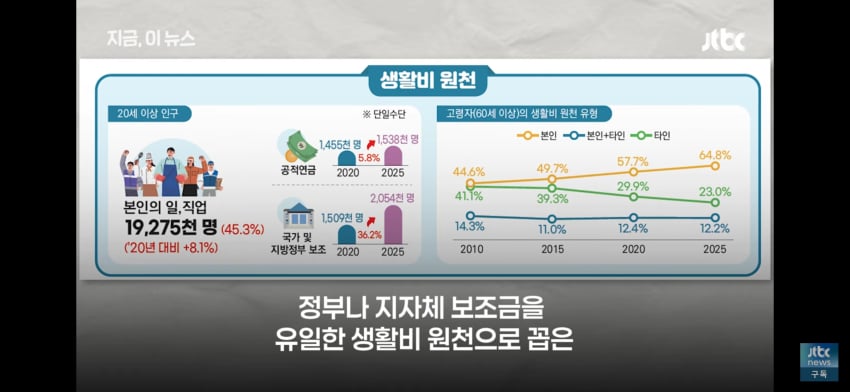 지금, 이 뉴스
jtbc
생활비 원천
20세 이상 인구
※ 단일수단
본인의 일,직업
19,275천 명 (45.3%)
('20년 대비 +8.1%)
공적연금
1,455천 명
1,538천 명
5.8%
2020
2025
국가 및
지방정부 보조
1,509천 명
2,054천 명
36.2%
2020
2025
고령자(60세 이상)의 생활비 원천 유형
본인
본인+타인
타인
44.6%
49.7%
57.7%
64.8%
41.1%
39.3%
29.9%
23.0%
14.3%
11.0%
12.4%
12.2%
2010
2015
2020
2025
정부나 지자체 보조금을
유일한 생활비 원천으로 꼽은
jtbc
news
구독